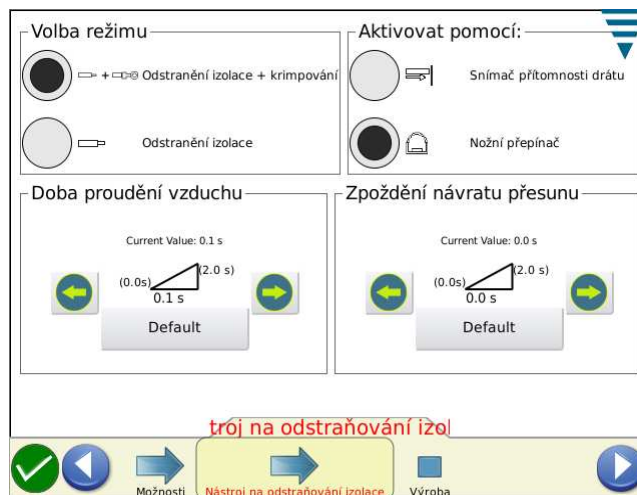 Volba režimu
Odstranění izolace + krimpování
Odstranění izolace
Aktivovat pomocí:
Snímač přítomnosti drátu
Nožní přepínač
Doba proudění vzduchu
Current Value: 0.1 s
(0.0s)
(2.0 s)
0.1 s
Default
Zpoždění návratu přesunu
Current Value: 0.0 s
(0.0s)
(2.0 s)
0.0 s
Default
troj na odstraňování izol
Možnosti
Nástroj na odstraňování izolace
Výroba